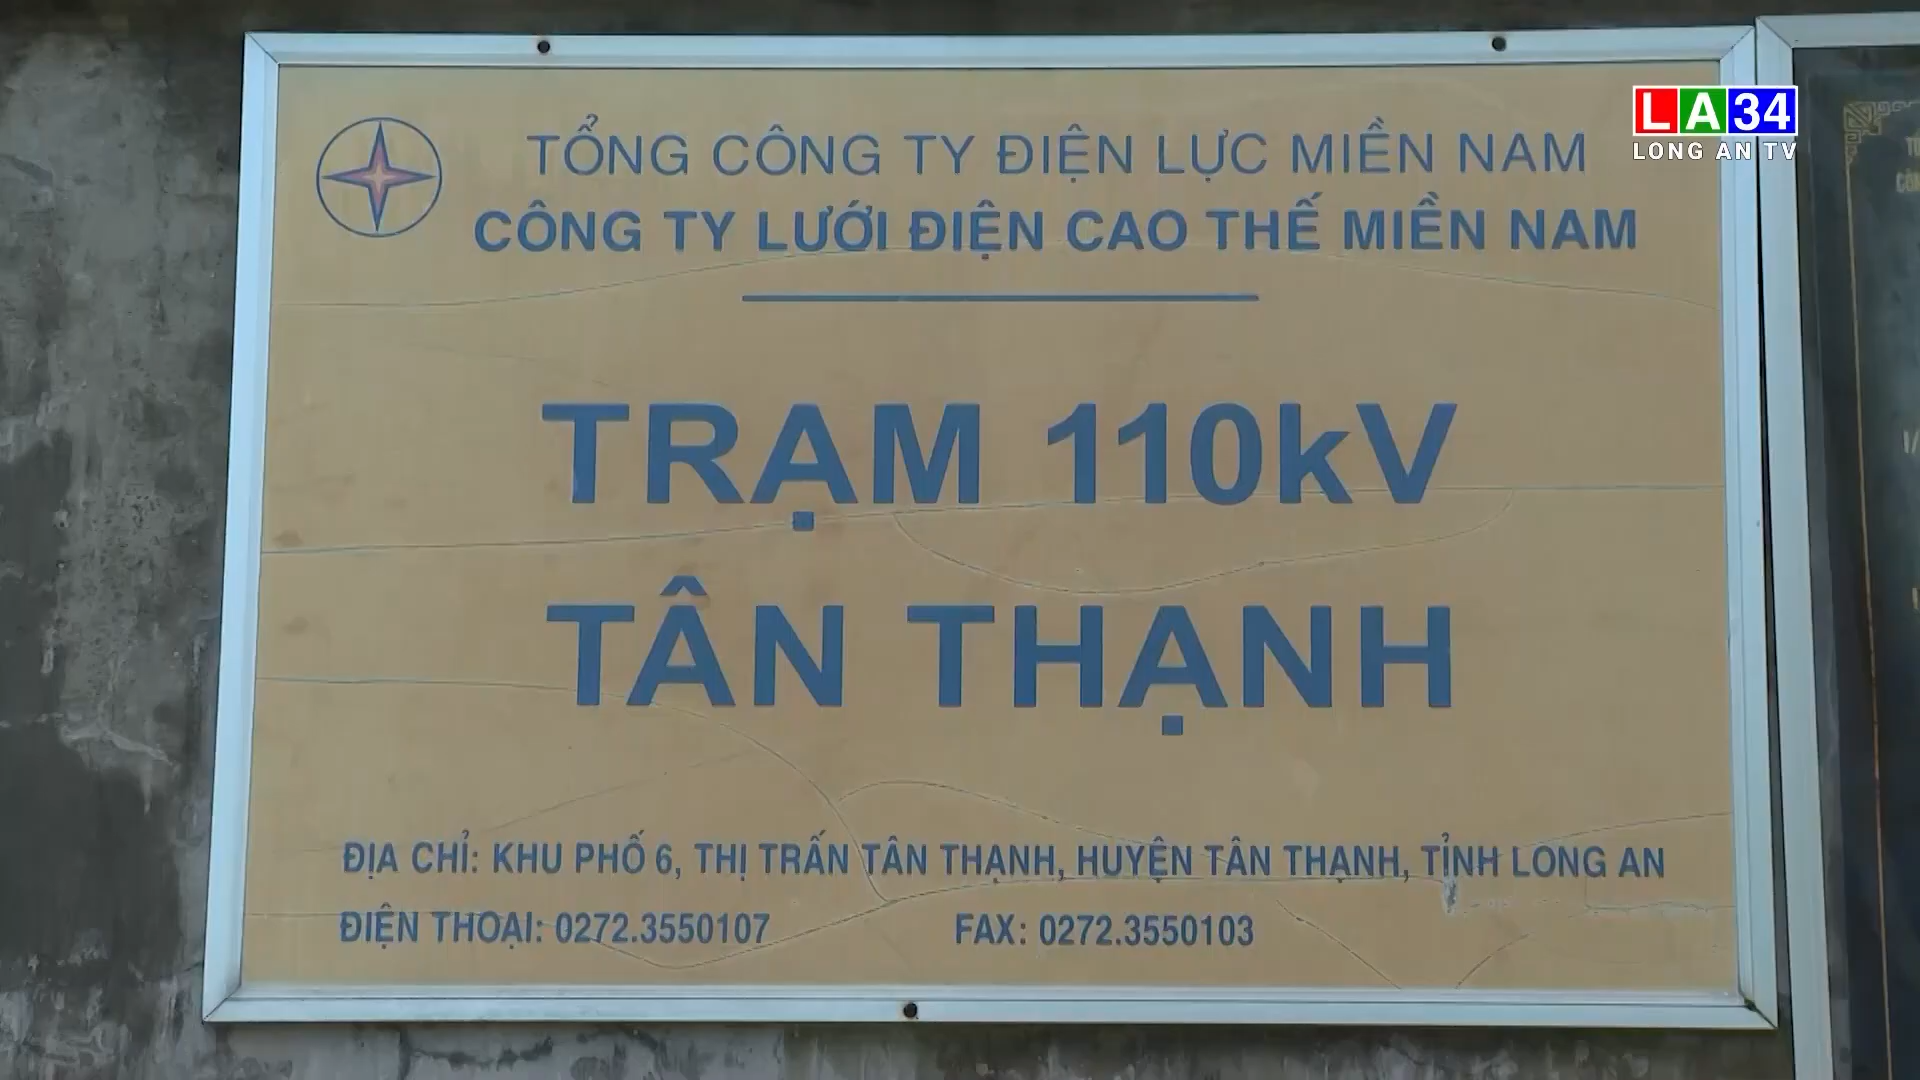 LA34
LONG AN TV
TỔNG CÔNG TY ĐIỆN LỰC MIỀN NAM
CÔNG TY LƯỚI ĐIỆN CAO THẾ MIỀN NAM
TRẠM 110kV
TÂN THẠNH
ĐỊA CHỈ: KHU PHỐ 6, THỊ TRẤN TÂN THẠNH, HUYỆN TÂN THẠNH, TỈNH LONG AN
ĐIỆN THOẠI: 0272.3550107 FAX: 0272.3550103